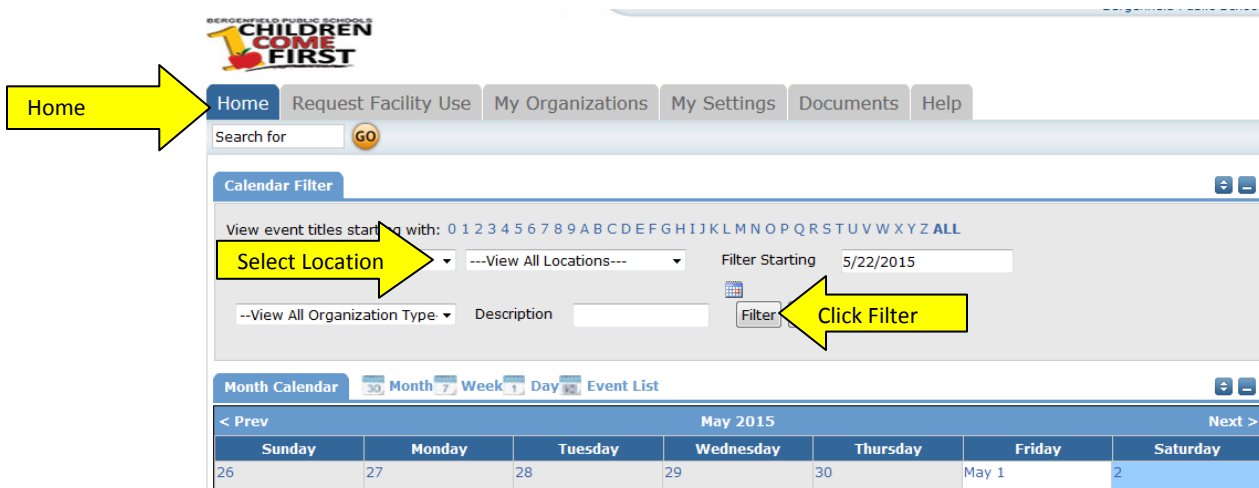 BERGENFIELD PUBLIC SCHOOLS
CHILDREN
COME
FIRST
Home
Home Request Facility Use My Organizations My Settings Documents Help
Search for GO
Calendar Filter
View event titles starting with: 0 1 2 3 4 5 6 7 8 9 A B C D E F G H I J K L M N O P Q R S T U V W X Y Z ALL
Select Location ---View All Locations--- Filter Starting 5/22/2015
--View All Organization Type- Description Filter Click Filter
Month Calendar 30 Month 7 Week 1 Day Event List
< Prev May 2015 Next >
Sunday Monday Tuesday Wednesday Thursday Friday Saturday
26 27 28 29 30 May 1 2